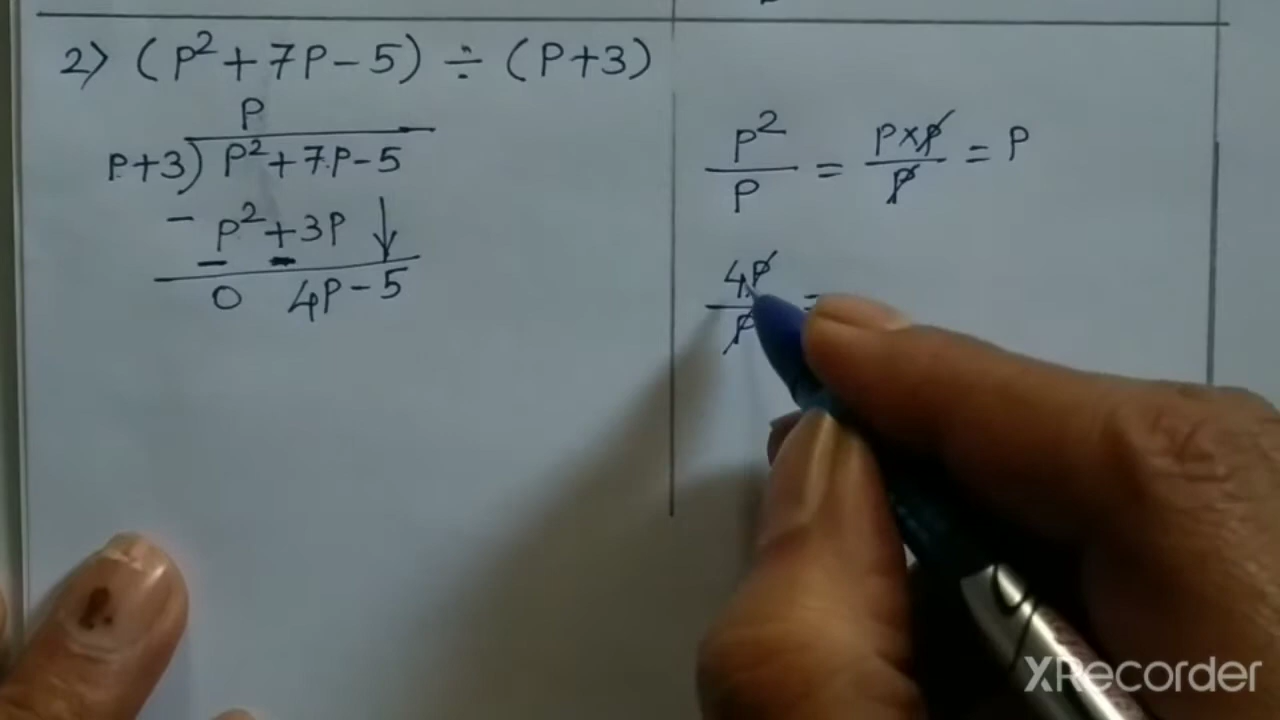 2) (P²+7P-5) ÷ (P+3)
P
P+3) P²+7P-5
- P²+3P ↓
- -
0 4P-5
P²/P = P×P/P = P
4P/P =
XRecorder